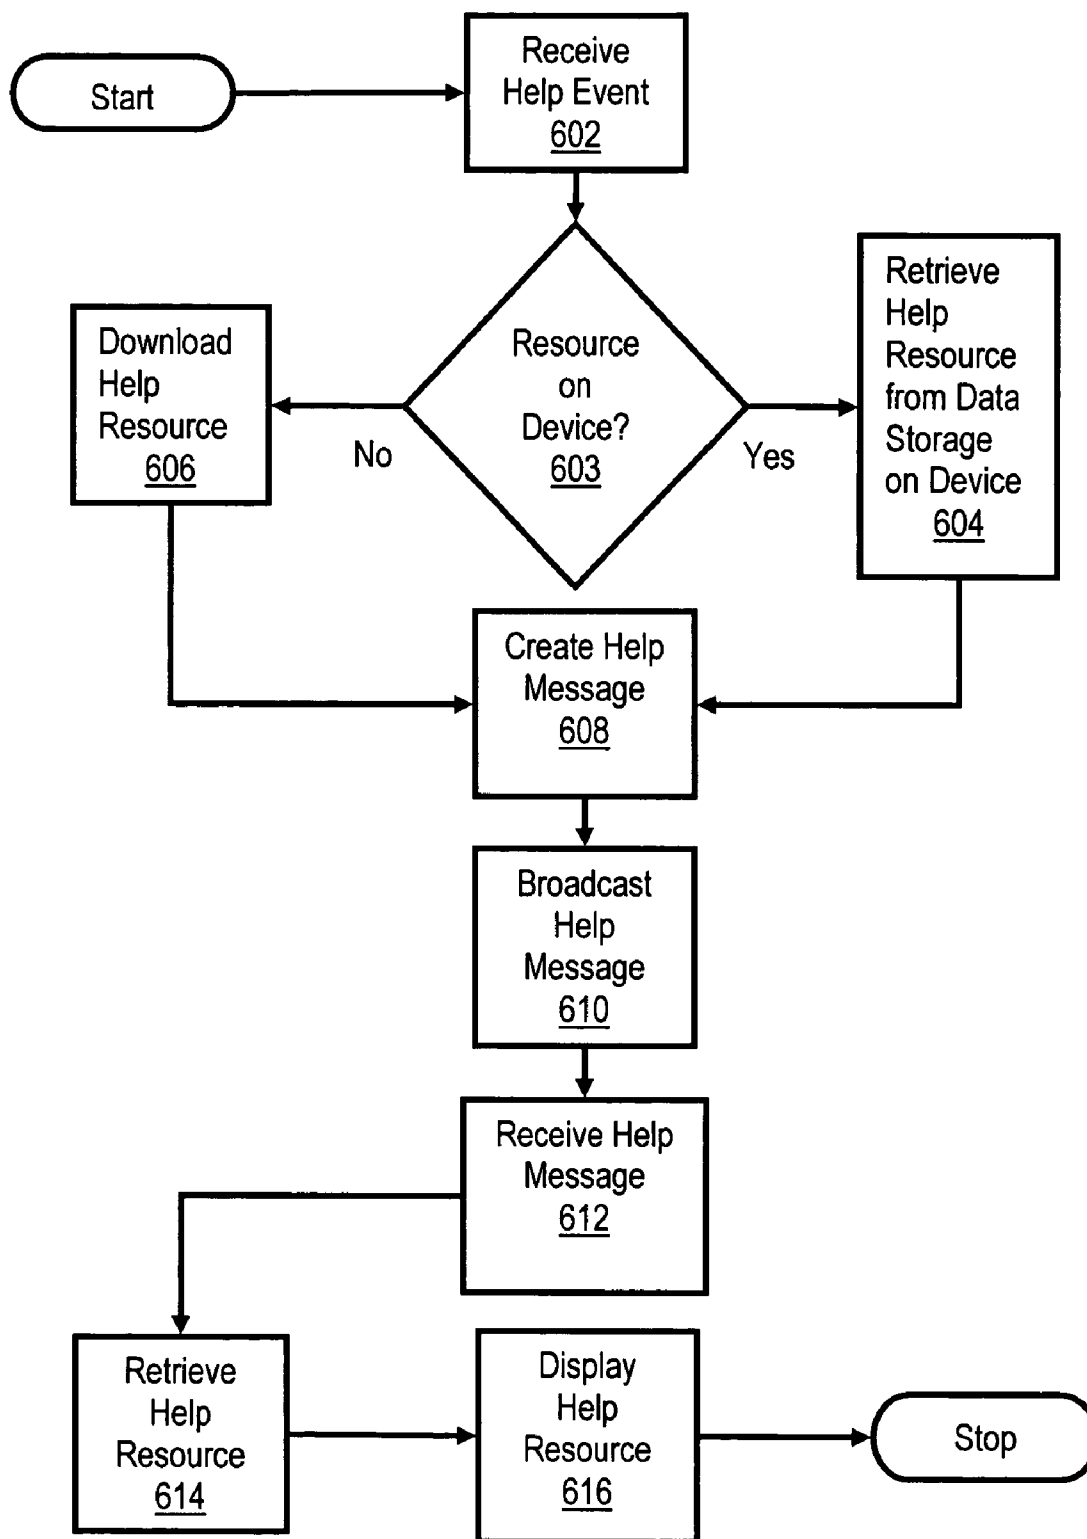 Start
Receive
Help Event
602
Resource
on
Device?
603
No
Yes
Download
Help
Resource
606
Retrieve
Help
Resource
from Data
Storage
on Device
604
Create Help
Message
608
Broadcast
Help
Message
610
Receive Help
Message
612
Retrieve
Help
Resource
614
Display
Help
Resource
616
Stop